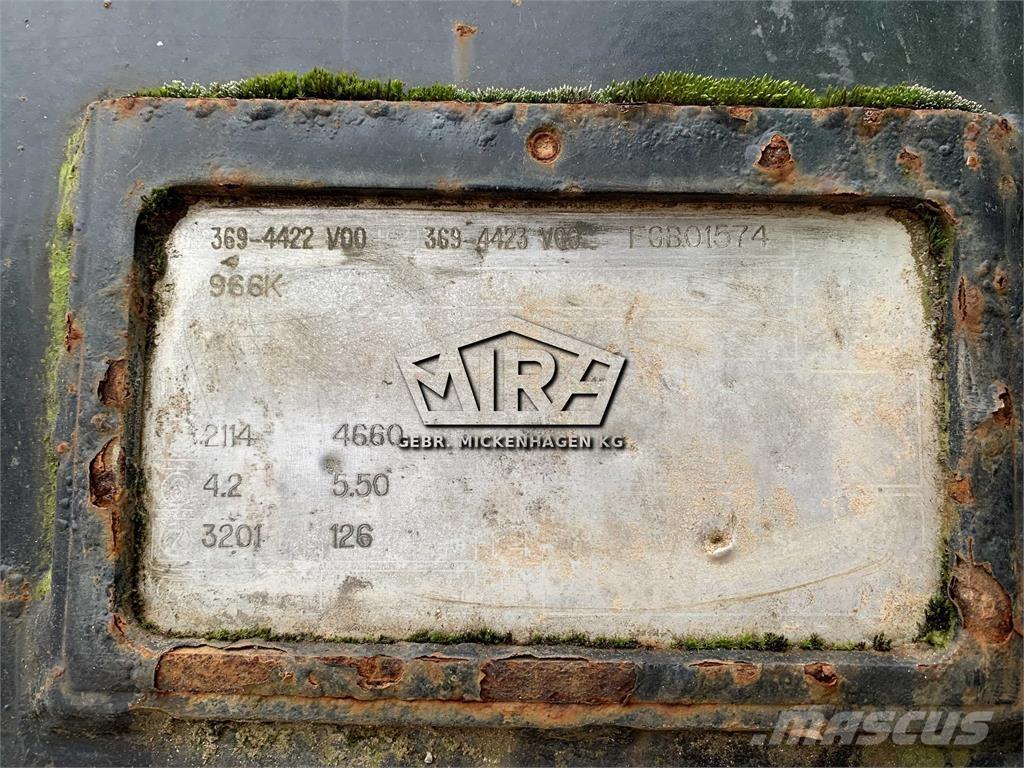 369-4422 V00 369-4423 V00 FGB01574
966K
MIRA
GEBR. MICKENHAGEN KG
2114 4660
4.2 5.50
3201 126
MASCUS